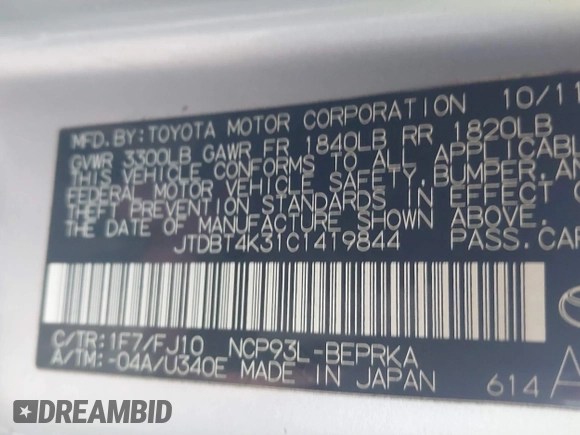 MFD.BY:TOYOTA MOTOR CORPORATION 10/11
GVWR 3300LB GAWR FR 1840LB RR 1820LB
THIS VEHICLE CONFORMS TO ALL APPLICABL
FEDERAL MOTOR VEHICLE SAFETY, BUMPER, AN
THEFT PREVENTION STANDARDS IN EFFECT O
THE DATE OF MANUFACTURE SHOWN ABOVE.
JTDBT4K31C1419844 PASS.CAR
C/TR:1F7/FJ10 NCP93L-BEPRKA
A/TM:-04A/U340E MADE IN JAPAN 614
DREAMBID